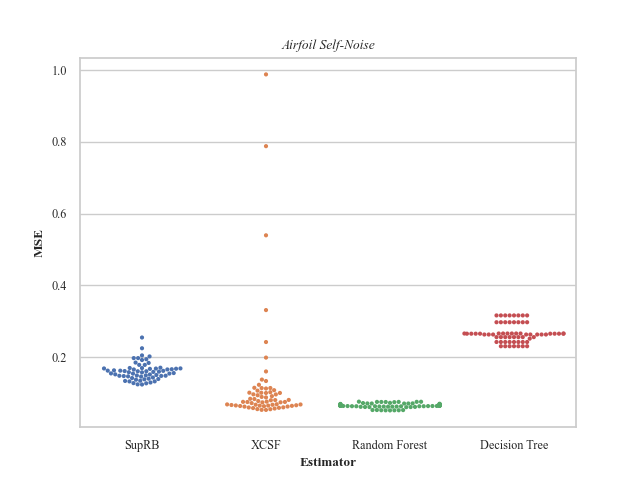 Airfoil Self-Noise
1.0
0.8
0.6
0.4
0.2
MSE
SupRB
XCSF
Random Forest
Decision Tree
Estimator